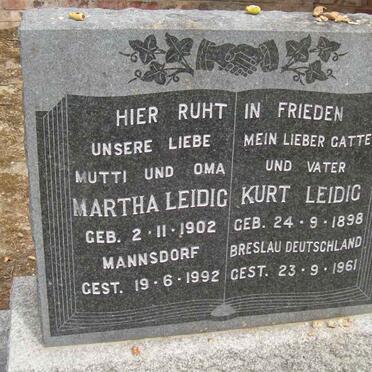 HIER RUHT IN FRIEDEN
UNSERE LIEBE
MUTTI UND OMA
MARTHA LEIDIG
GEB. 2-11-1902
MANNSDORF
GEST. 19-6-1992
MEIN LIEBER GATTE
UND VATER
KURT LEIDIG
GEB. 24-9-1898
BRESLAU DEUTSCHLAND
GEST. 23-9-1961